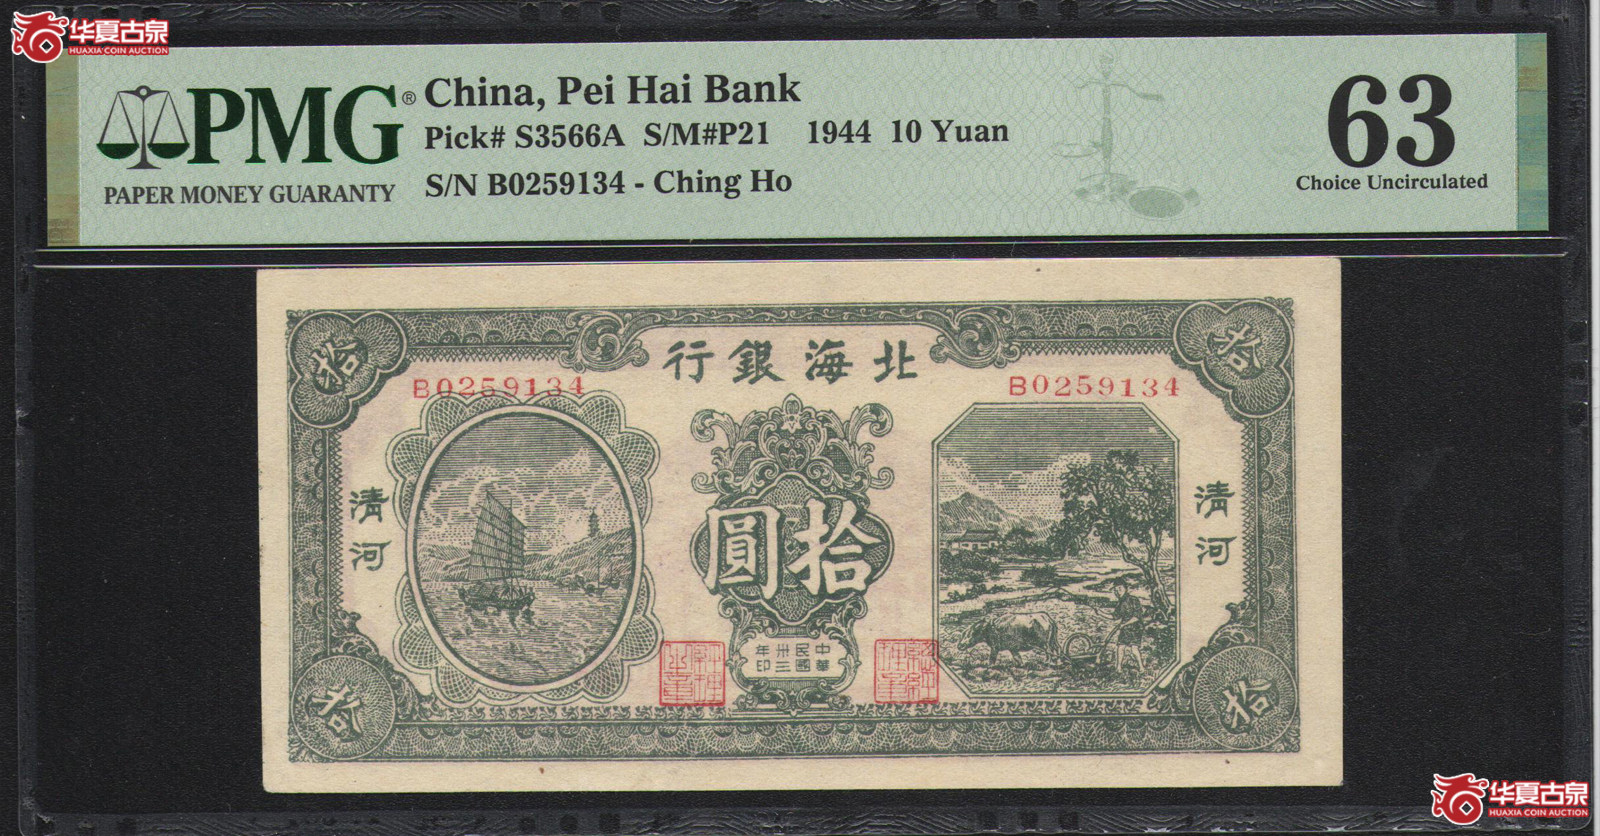 华夏古泉
HUAXIA COIN AUCTION
PMG®
PAPER MONEY GUARANTY
China, Pei Hai Bank
Pick# S3566A S/M#P21 1944 10 Yuan
S/N B0259134 - Ching Ho
63
Choice Uncirculated
拾
拾
行銀海北
B0259134
B0259134
清河
清河
圓拾
中華民國卅三年印
拾
拾
华夏古泉
HUAXIA COIN AUCTION